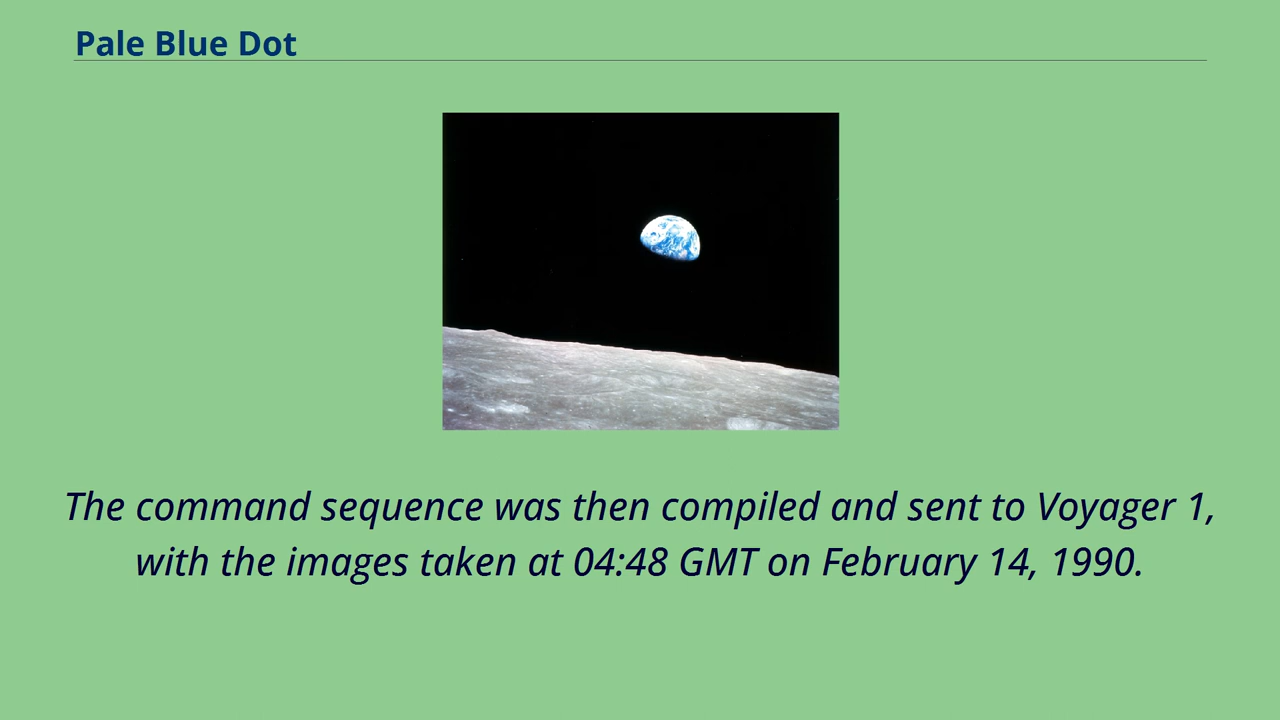 Pale Blue Dot
The command sequence was then compiled and sent to Voyager 1,
with the images taken at 04:48 GMT on February 14, 1990.